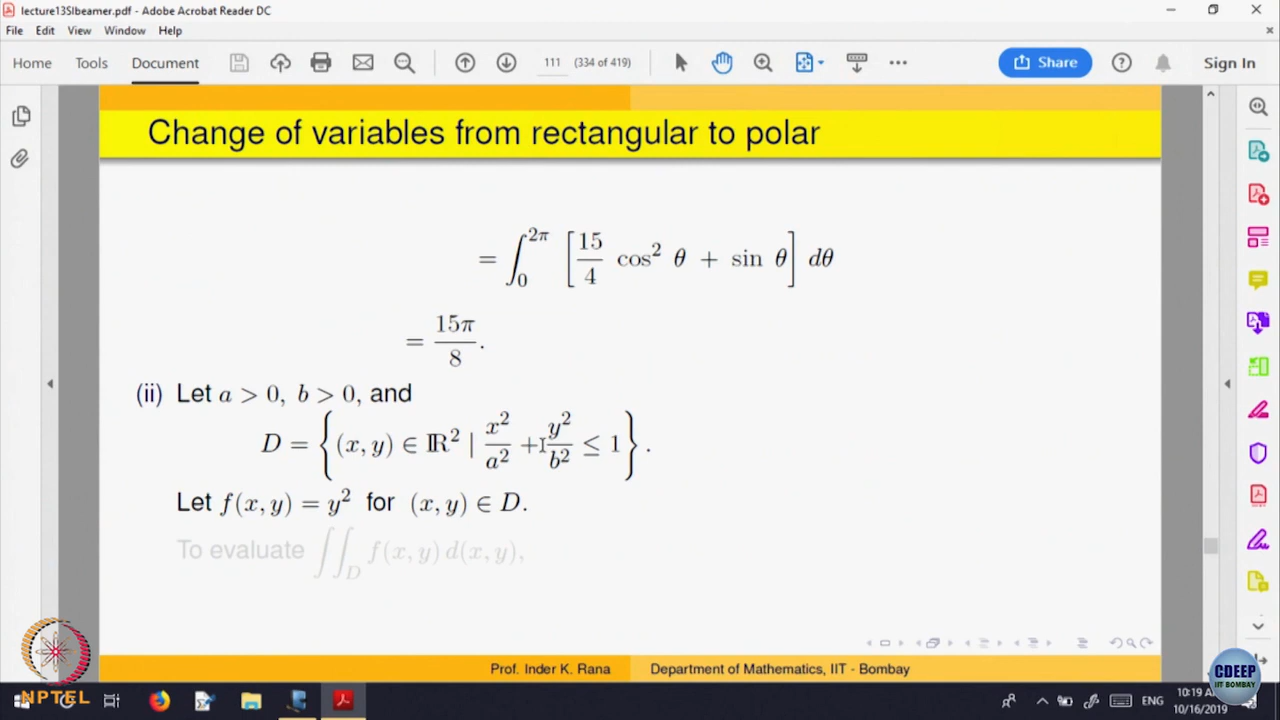 lecture13Slbeamer.pdf - Adobe Acrobat Reader DC
File Edit View Window Help
Home Tools Document 111 (334 of 419) Share Sign In
Change of variables from rectangular to polar
= ∫_0^{2π} [15/4 cos² θ + sin θ] dθ
= 15π/8.
(ii) Let a > 0, b > 0, and
D = {(x, y) ∈ ℝ² | x²/a² + y²/b² ≤ 1}.
Let f(x, y) = y² for (x, y) ∈ D.
To evaluate ∬_D f(x, y) d(x, y),
Prof. Inder K. Rana Department of Mathematics, IIT - Bombay
NPTEL
CDEEP
IIT BOMBAY
ENG
10:19
10/16/2019